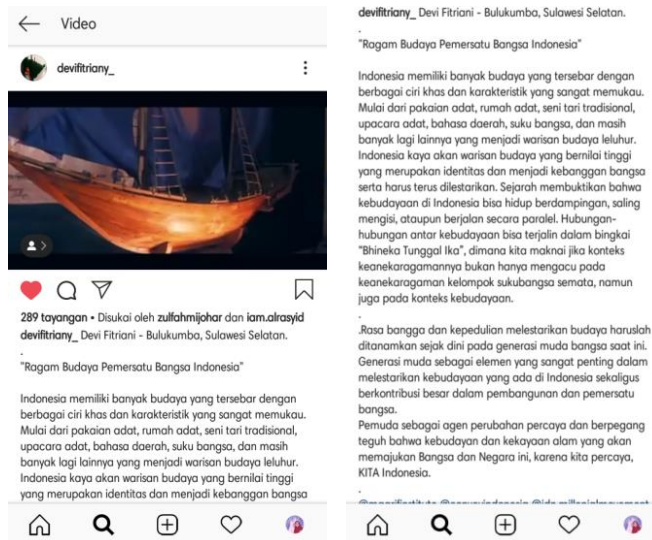 Video
devifitriany_
289 tayangan • Disukai oleh zulfahmijohar dan iam.alrasyid
devifitriany_ Devi Fitriani - Bulukumba, Sulawesi Selatan.
.
"Ragam Budaya Pemersatu Bangsa Indonesia"
Indonesia memiliki banyak budaya yang tersebar dengan
berbagai ciri khas dan karakteristik yang sangat memukau.
Mulai dari pakaian adat, rumah adat, seni tari tradisional,
upacara adat, bahasa daerah, suku bangsa, dan masih
banyak lagi lainnya yang menjadi warisan budaya leluhur.
Indonesia kaya akan warisan budaya yang bernilai tinggi
yang merupakan identitas dan menjadi kebanggan bangsa
devifitriany_ Devi Fitriani - Bulukumba, Sulawesi Selatan.
.
"Ragam Budaya Pemersatu Bangsa Indonesia"
Indonesia memiliki banyak budaya yang tersebar dengan
berbagai ciri khas dan karakteristik yang sangat memukau.
Mulai dari pakaian adat, rumah adat, seni tari tradisional,
upacara adat, bahasa daerah, suku bangsa, dan masih
banyak lagi lainnya yang menjadi warisan budaya leluhur.
Indonesia kaya akan warisan budaya yang bernilai tinggi
yang merupakan identitas dan menjadi kebanggaan bangsa
serta harus terus dilestarikan. Sejarah membuktikan bahwa
kebudayaan di Indonesia bisa hidup berdampingan, saling
mengisi, ataupun berjalan secara paralel. Hubungan-
hubungan antar kebudayaan bisa terjalin dalam bingkai
"Bhineka Tunggal Ika", dimana kita maknai jika konteks
keanekaragamannya bukan hanya mengacu pada
keanekaragaman kelompok sukubangsa semata, namun
juga pada konteks kebudayaan.
.
.Rasa bangga dan kepedulian melestarikan budaya haruslah
ditanamkan sejak dini pada generasi muda bangsa saat ini.
Generasi muda sebagai elemen yang sangat penting dalam
melestarikan kebudayaan yang ada di Indonesia sekaligus
berkontribusi besar dalam pembangunan dan pemersatu
bangsa.
Pemuda sebagai agen perubahan percaya dan berpegang
teguh bahwa kebudayan dan kekayaan alam yang akan
memajukan Bangsa dan Negara ini, karena kita percaya,
KITA Indonesia.
.